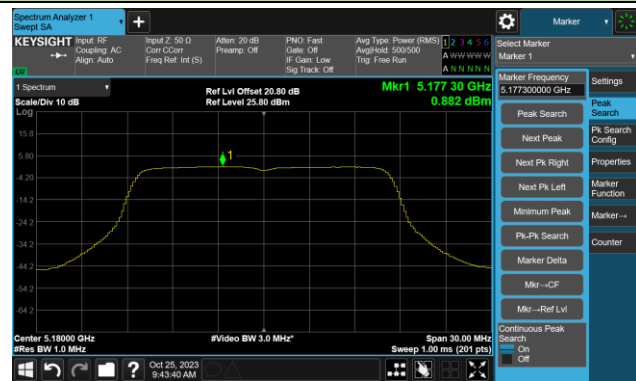 Spectrum Analyzer 1
Swept SA
+
Marker
KEYSIGHT
Input: RF
Coupling: AC
Align: Auto
Input Z: 50 Ω
Corr CCorr
Freq Ref: Int (S)
Atten: 20 dB
Preamp: Off
PNO: Fast
Gate: Off
IF Gain: Low
Sig Track: Off
Avg Type: Power (RMS)
Avg|Hold: 500/500
Trig: Free Run
1 2 3 4 5 6
A W W W W W
A N N N N N
LW
Select Marker
Marker 1
1 Spectrum
Scale/Div 10 dB
Log
Ref Lvl Offset 20.80 dB
Ref Level 25.80 dBm
Mkr1 5.177 30 GHz
0.882 dBm
15.8
5.80
-4.20
-14.2
-24.2
-34.2
-44.2
-54.2
-64.2
1
Center 5.18000 GHz
#Res BW 1.0 MHz
#Video BW 3.0 MHz*
Span 30.00 MHz
Sweep 1.00 ms (201 pts)
Marker Frequency
5.177300000 GHz
Peak Search
Next Peak
Next Pk Right
Next Pk Left
Minimum Peak
Pk-Pk Search
Marker Delta
Mkr→CF
Mkr→Ref Lvl
Continuous Peak
Search
On
Off
Settings
Peak
Search
Pk Search
Config
Properties
Marker
Function
Marker→
Counter
?
Oct 25, 2023
9:43:40 AM